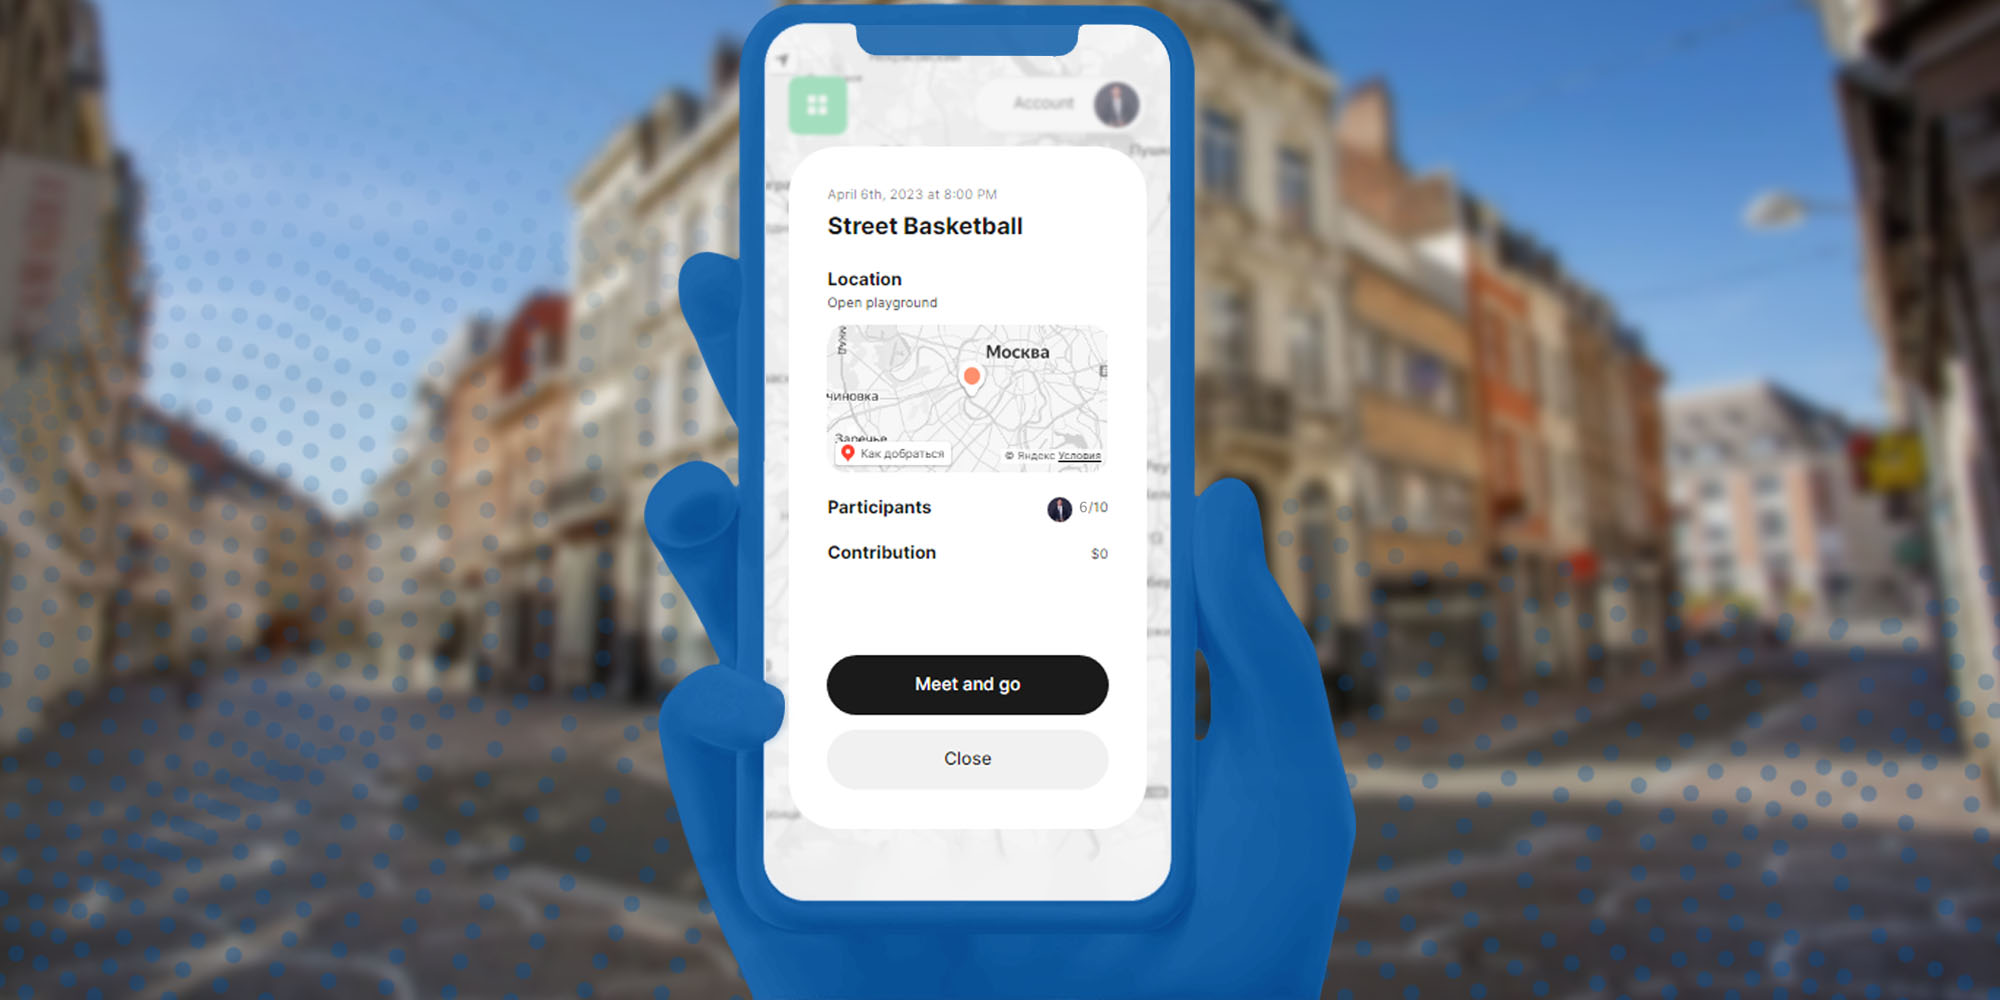 Account
April 6th, 2023 at 8:00 PM
Street Basketball
Location
Open playground
МКАД
Москва
чиновка
Заречье
Как добраться
© Яндекс Условия
Participants
6/10
Contribution
$0
Meet and go
Close